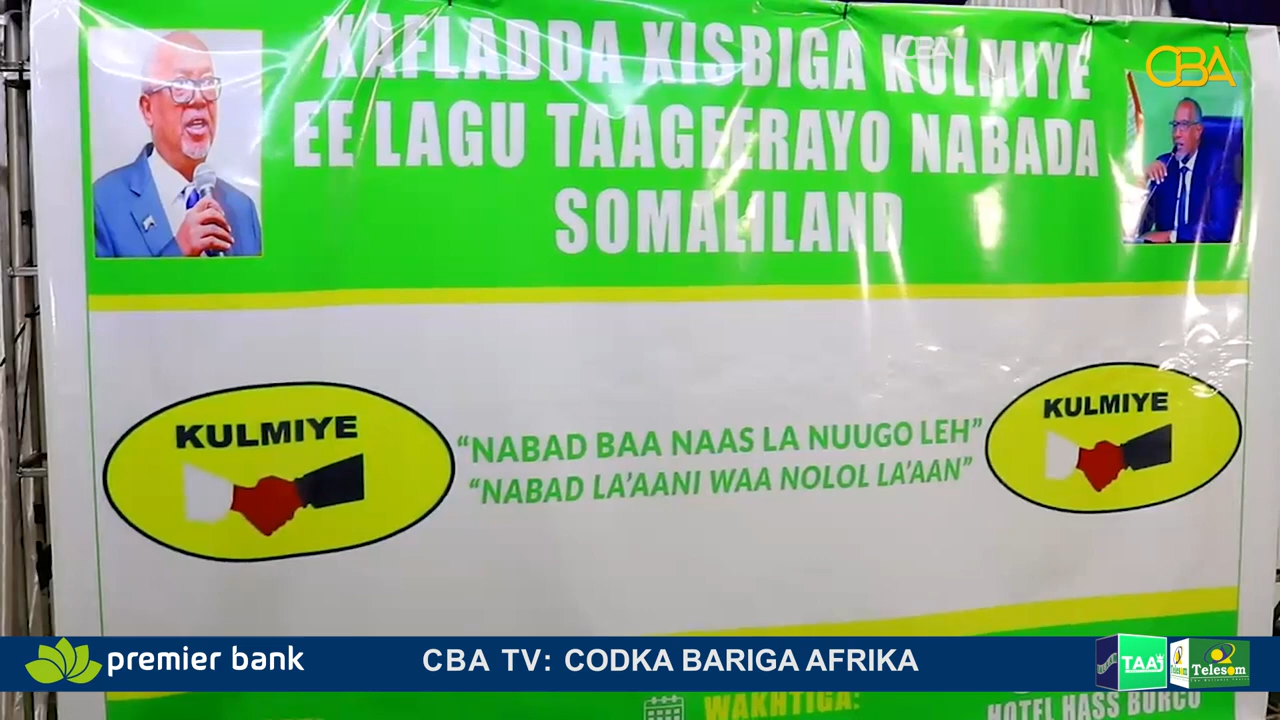 XAFLADDA XISBIGA KULMIYE
EE LAGU TAAGEERAYO NABADA
SOMALILAND
CBA
CBA
KULMIYE
"NABAD BAA NAAS LA NUUGO LEH"
"NABAD LA'AANI WAA NOLOL LA'AAN"
KULMIYE
premier bank
CBA TV: CODKA BARIGA AFRIKA
TAAJ
Telesom
WAKHTIGA:
HOTEL HASS BURCO